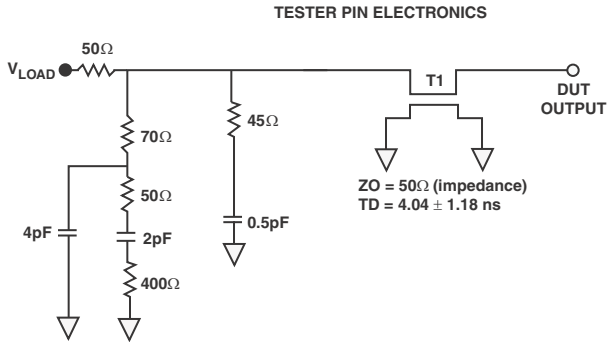 TESTER PIN ELECTRONICS
50Ω
VLOAD
T1
DUT
OUTPUT
70Ω
45Ω
50Ω
ZO = 50Ω (impedance)
TD = 4.04 ± 1.18 ns
4pF
2pF
0.5pF
400Ω